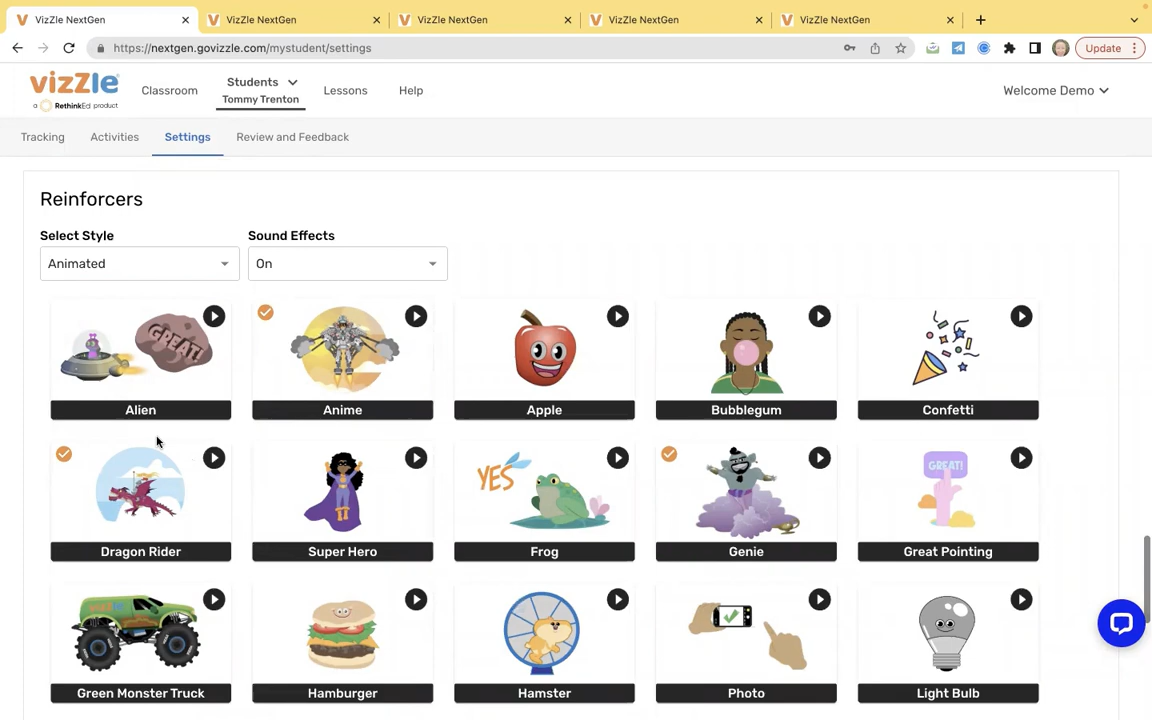 VizZle NextGen
VizZle NextGen
VizZle NextGen
VizZle NextGen
VizZle NextGen
https://nextgen.govizzle.com/mystudent/settings
Update
vizzle
a RethinkEd product
Classroom
Students
Tommy Trenton
Lessons
Help
Welcome Demo
Tracking
Activities
Settings
Review and Feedback
Reinforcers
Select Style
Sound Effects
Animated
On
GREAT!
Alien
Anime
Apple
Bubblegum
Confetti
YES
GREAT!
Dragon Rider
Super Hero
Frog
Genie
Great Pointing
vizzle
Green Monster Truck
Hamburger
Hamster
Photo
Light Bulb